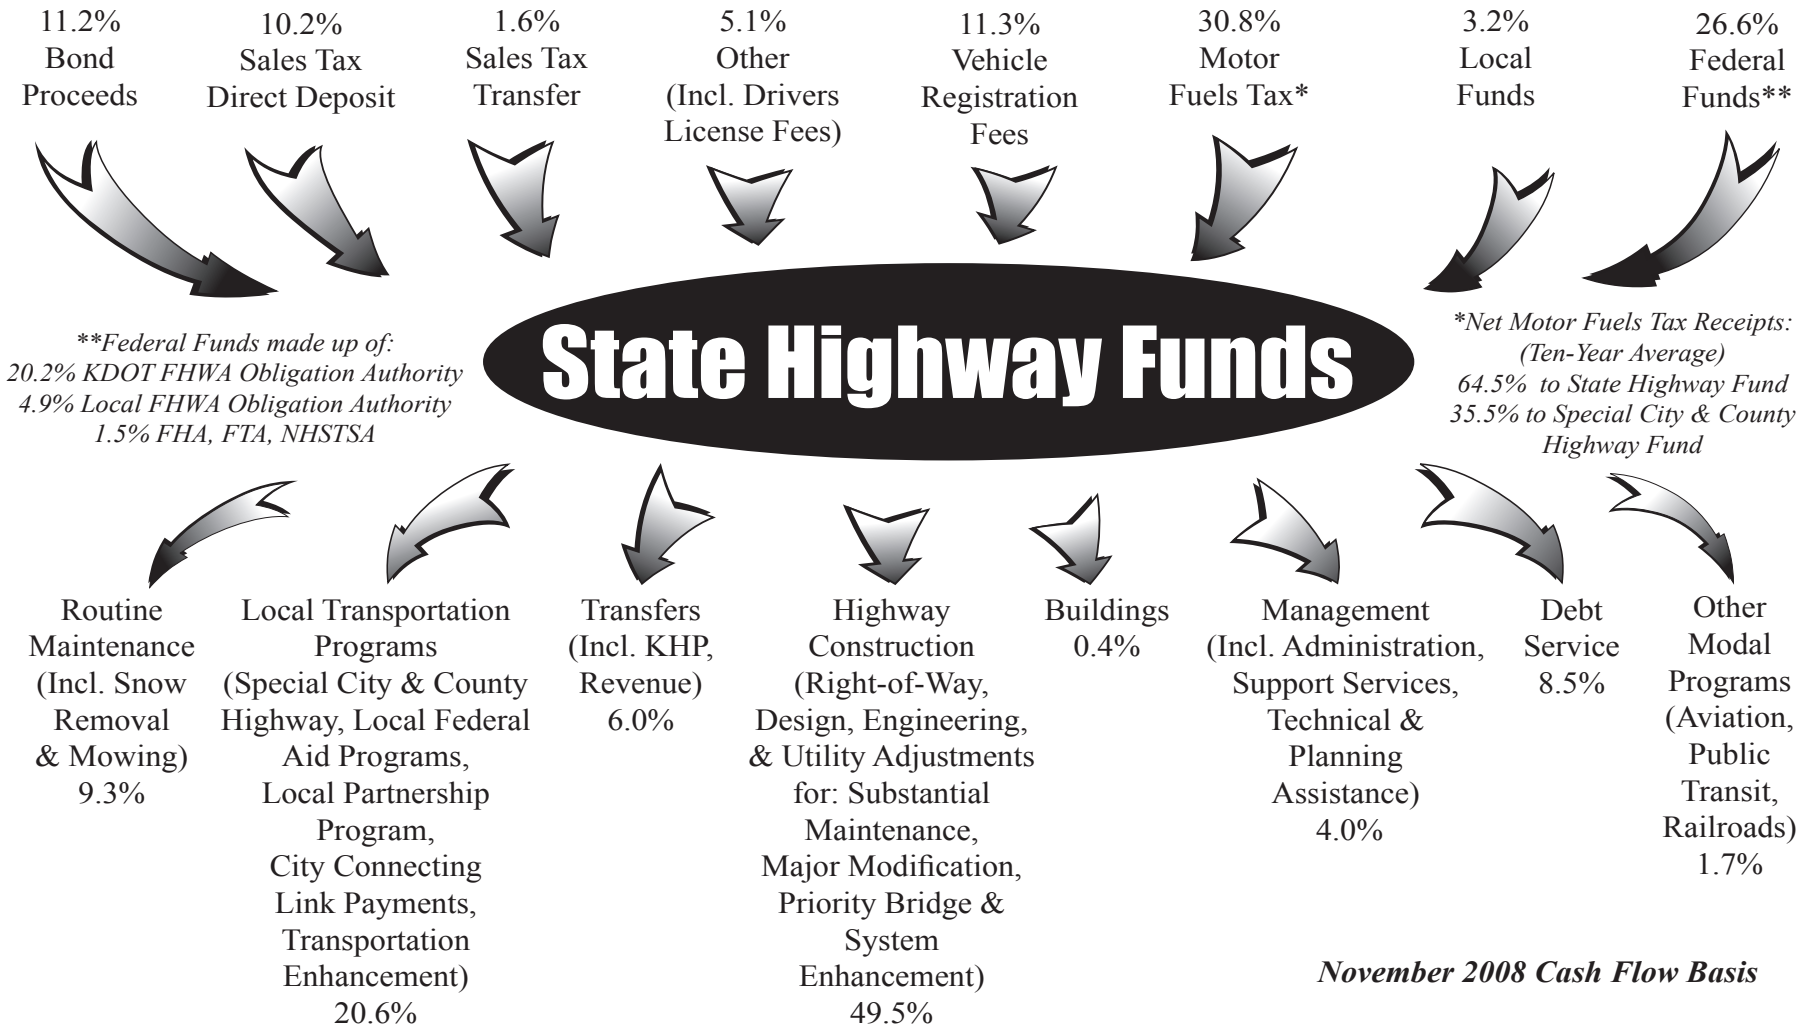 11.2%
Bond
Proceeds
10.2%
Sales Tax
Direct Deposit
1.6%
Sales Tax
Transfer
5.1%
Other
(Incl. Drivers
License Fees)
11.3%
Vehicle
Registration
Fees
30.8%
Motor
Fuels Tax*
3.2%
Local
Funds
26.6%
Federal
Funds**
**Federal Funds made up of:
20.2% KDOT FHWA Obligation Authority
4.9% Local FHWA Obligation Authority
1.5% FHA, FTA, NHSTSA
State Highway Funds
*Net Motor Fuels Tax Receipts:
(Ten-Year Average)
64.5% to State Highway Fund
35.5% to Special City & County
Highway Fund
Routine
Maintenance
(Incl. Snow
Removal
& Mowing)
9.3%
Local Transportation
Programs
(Special City & County
Highway, Local Federal
Aid Programs,
Local Partnership
Program,
City Connecting
Link Payments,
Transportation
Enhancement)
20.6%
Transfers
(Incl. KHP,
Revenue)
6.0%
Highway
Construction
(Right-of-Way,
Design, Engineering,
& Utility Adjustments
for: Substantial
Maintenance,
Major Modification,
Priority Bridge &
System
Enhancement)
49.5%
Buildings
0.4%
Management
(Incl. Administration,
Support Services,
Technical &
Planning
Assistance)
4.0%
Debt
Service
8.5%
Other
Modal
Programs
(Aviation,
Public
Transit,
Railroads)
1.7%
November 2008 Cash Flow Basis